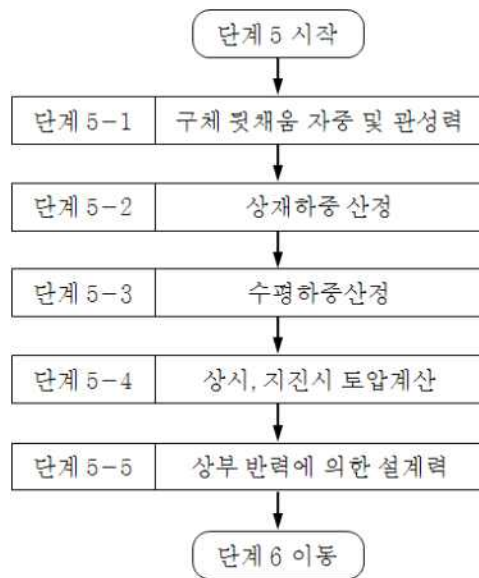 단계 5 시작
단계 5-1 구체 뒷채움 자중 및 관성력
단계 5-2 상재하중 산정
단계 5-3 수평하중산정
단계 5-4 상시, 지진시 토압계산
단계 5-5 상부 반력에 의한 설계력
단계 6 이동